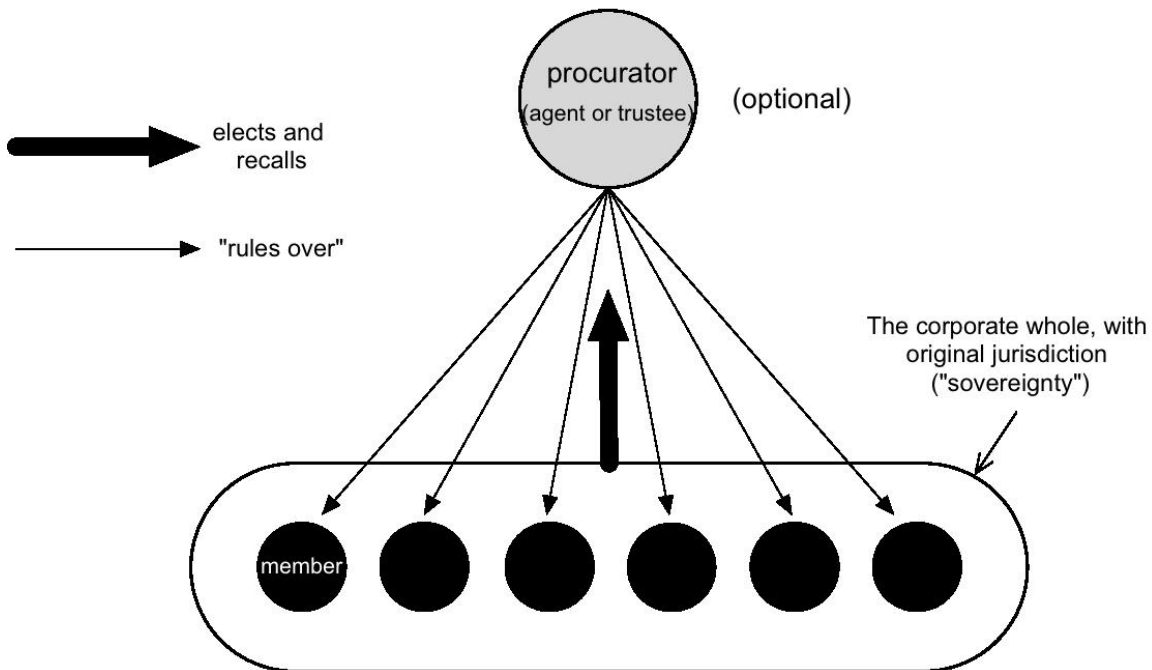 procurator
(agent or trustee)
(optional)
elects and
recalls
"rules over"
The corporate whole, with
original jurisdiction
("sovereignty")
member